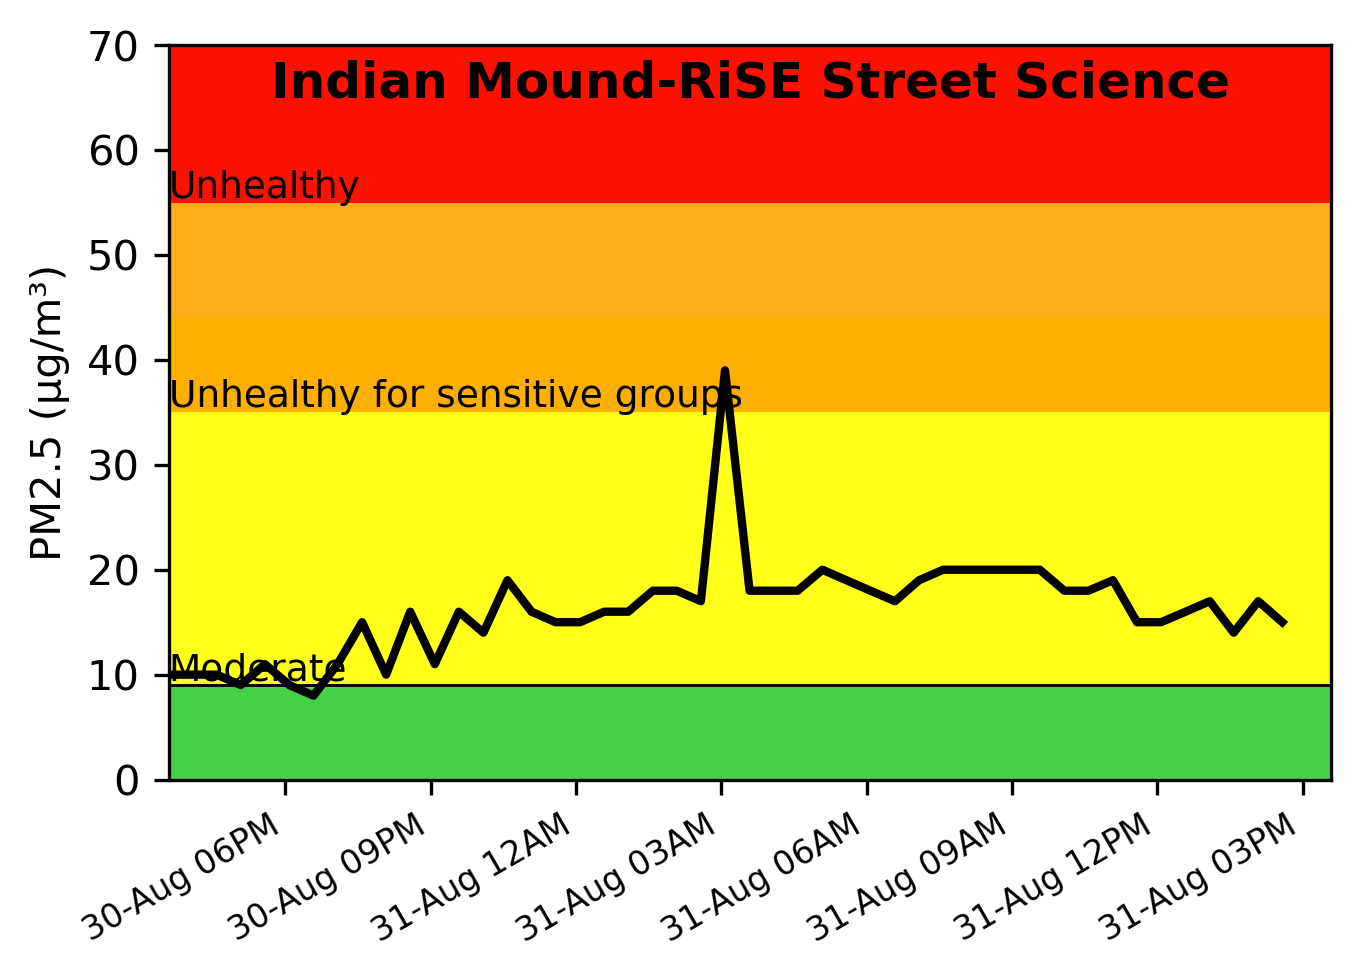 Indian Mound-RiSE Street Science
70
60
50
40
30
20
10
0
PM2.5 (µg/m³)
Unhealthy
Unhealthy for sensitive groups
Moderate
30-Aug 06PM
30-Aug 09PM
31-Aug 12AM
31-Aug 03AM
31-Aug 06AM
31-Aug 09AM
31-Aug 12PM
31-Aug 03PM